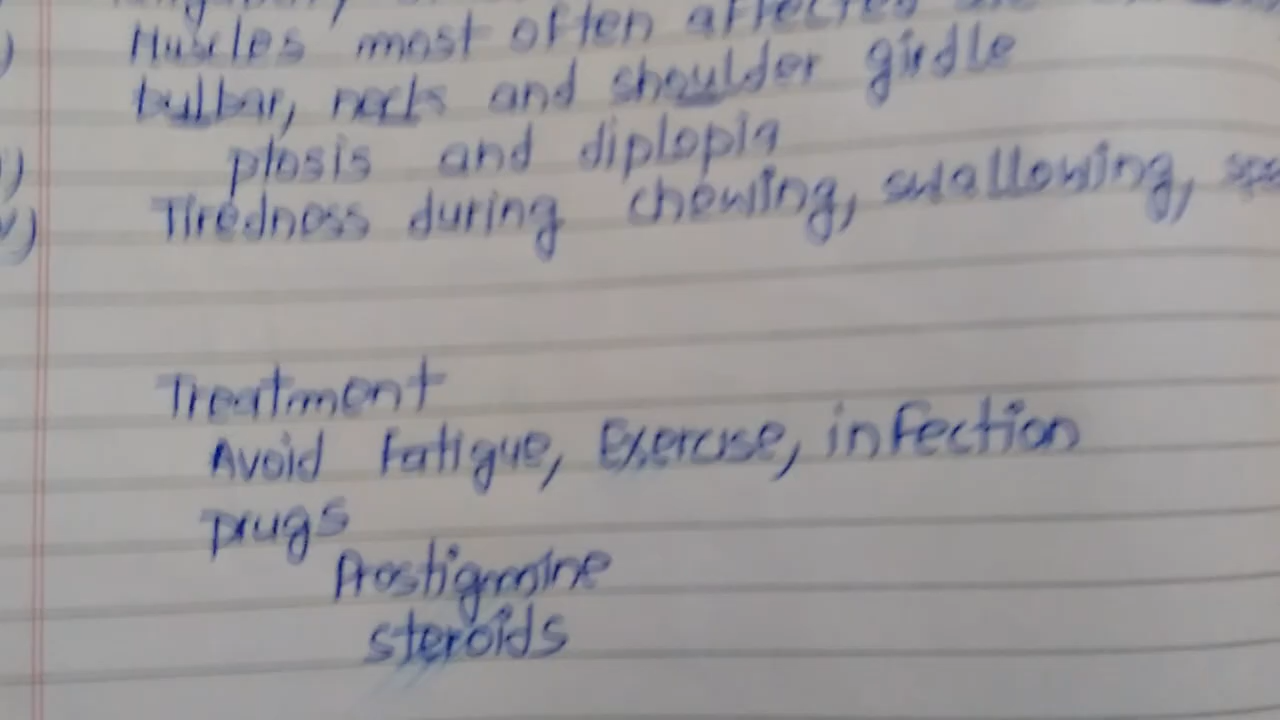 Muscles most often affected
bulbar, neck and shoulder girdle
ptosis and diplopia
Tiredness during chewing, swallowing,
Treatment
Avoid fatigue, Exercise, infection
Drugs
Prostigmine
steroids